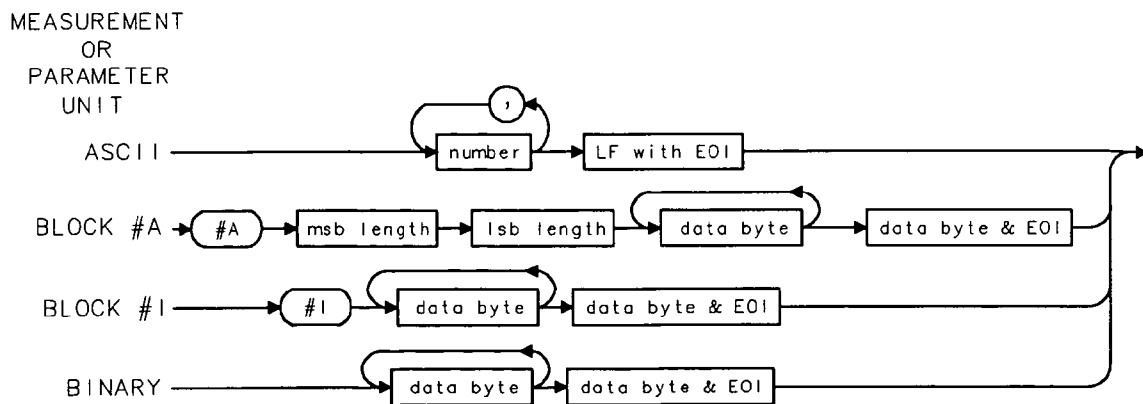 MEASUREMENT
OR
PARAMETER
UNIT
,
ASCII number LF with EOI
BLOCK #A #A msb length lsb length data byte data byte & EOI
BLOCK #I #I data byte data byte & EOI
BINARY data byte data byte & EOI